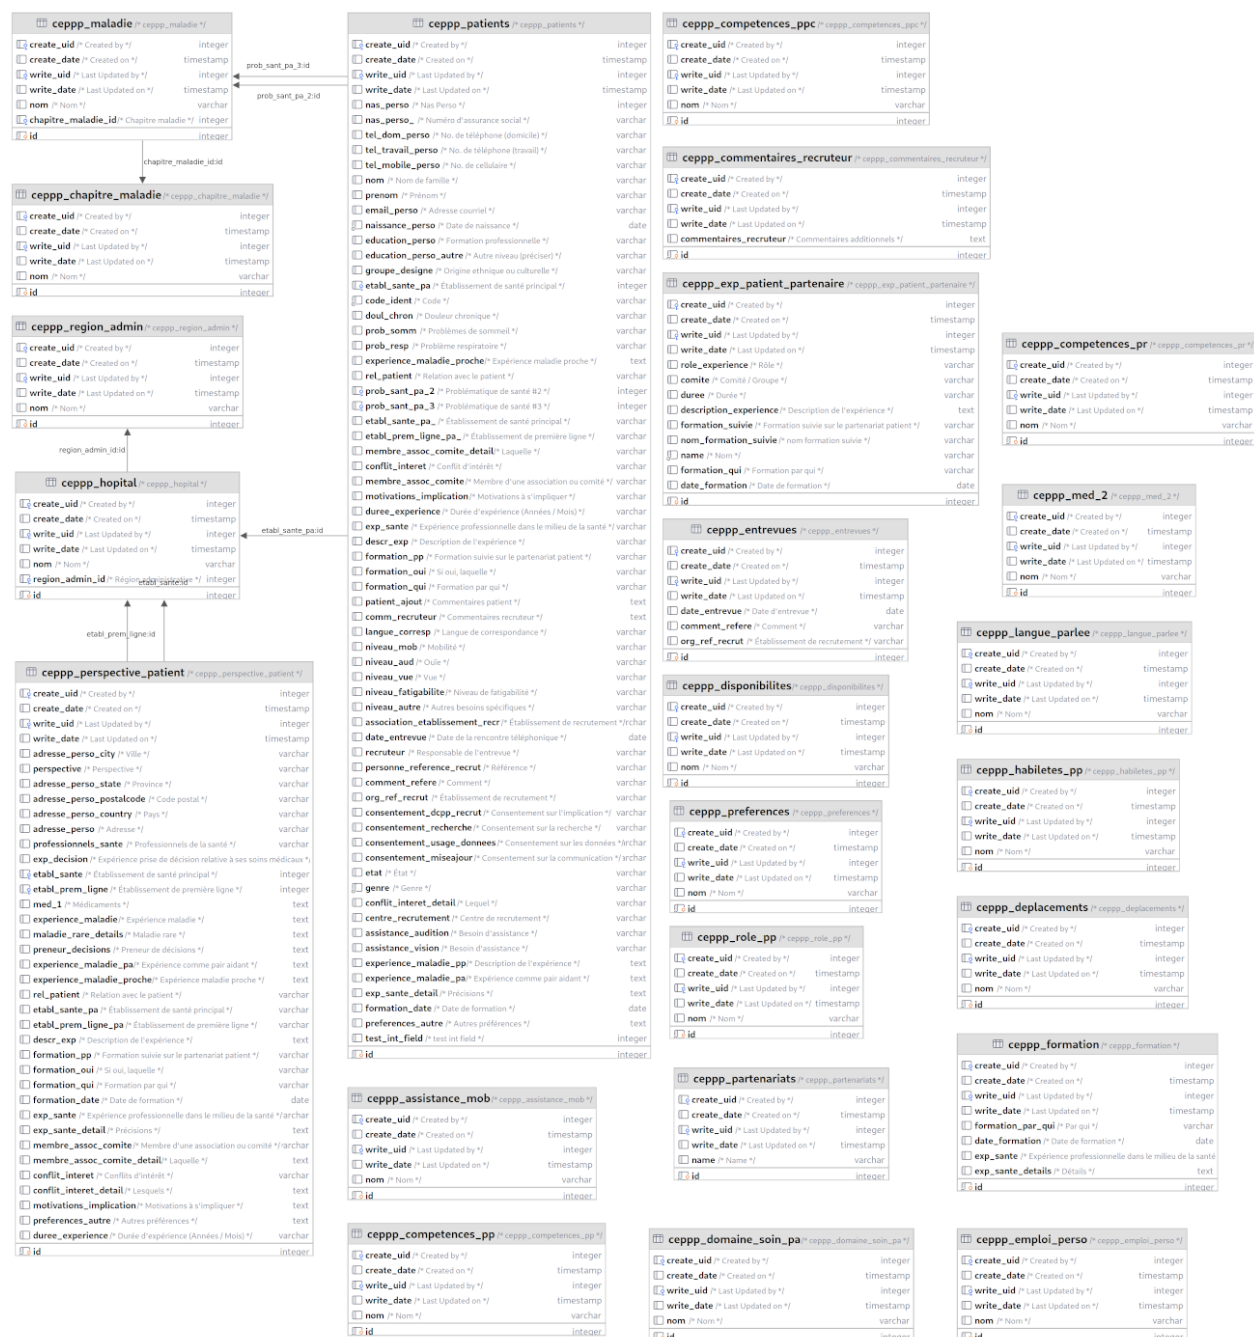 ceppp_maladie /* ceppp_maladie */
create_uid /* Created by */ integer
create_date /* Created on */ timestamp
write_uid /* Last Updated by */ integer
write_date /* Last Updated on */ timestamp
nom /* Nom */ varchar
chapitre_maladie_id /* Chapitre maladie */ integer
id integer
chapitre_maladie_id:id
ceppp_chapitre_maladie /* ceppp_chapitre_maladie */
create_uid /* Created by */ integer
create_date /* Created on */ timestamp
write_uid /* Last Updated by */ integer
write_date /* Last Updated on */ timestamp
nom /* Nom */ varchar
id integer
ceppp_region_admin /* ceppp_region_admin */
create_uid /* Created by */ integer
create_date /* Created on */ timestamp
write_uid /* Last Updated by */ integer
write_date /* Last Updated on */ timestamp
nom /* Nom */ varchar
id integer
region_admin_id:id
ceppp_hopital /* ceppp_hopital */
create_uid /* Created by */ integer
create_date /* Created on */ timestamp
write_uid /* Last Updated by */ integer
write_date /* Last Updated on */ timestamp
nom /* Nom */ varchar
region_admin_id /* Région administrative */ integer
etabl_sante:id
id integer
etabl_prem_ligne:id
ceppp_perspective_patient /* ceppp_perspective_patient */
create_uid /* Created by */ integer
create_date /* Created on */ timestamp
write_uid /* Last Updated by */ integer
write_date /* Last Updated on */ timestamp
adresse_perso_city /* Ville */ varchar
perspective /* Perspective */ varchar
adresse_perso_state /* Province */ varchar
adresse_perso_postalcode /* Code postal */ varchar
adresse_perso_country /* Pays */ varchar
adresse_perso /* Adresse */ varchar
professionnels_sante /* Professionnels de la santé */ varchar
exp_decision /* Expérience prise de décision relative à ses soins médicaux */
etabl_sante /* Établissement de santé principal */ integer
etabl_prem_ligne /* Établissement de première ligne */ integer
med_1 /* Médicaments */ text
experience_maladie /* Expérience maladie */ text
maladie_rare_details /* Maladie rare */ text
preneur_decisions /* Preneur de décisions */ text
experience_maladie_pa /* Expérience comme pair aidant */ text
experience_maladie_proche /* Expérience maladie proche */ text
rel_patient /* Relation avec le patient */ varchar
etabl_sante_pa /* Établissement de santé principal */ varchar
etabl_prem_ligne_pa /* Établissement de première ligne */ varchar
descr_exp /* Description de l'expérience */ text
formation_pp /* Formation suivie sur le partenariat patient */ varchar
formation_oui /* Si oui, laquelle */ varchar
formation_qui /* Formation par qui */ varchar
formation_date /* Date de formation */ date
exp_sante /* Expérience professionnelle dans le milieu de la santé */ varchar
exp_sante_detail /* Précisions */ text
membre_assoc_comite /* Membre d'une association ou comité */ varchar
membre_assoc_comite_detail /* Laquelle */ text
conflit_interet /* Conflits d'intérêt */ varchar
conflit_interet_detail /* Lesquels */ text
motivations_implication /* Motivations à s'impliquer */ text
preferences_autre /* Autres préférences */ text
duree_experience /* Durée d'expérience (Années / Mois) */ varchar
id integer
prob_sant_pa_3:id
prob_sant_pa_2:id
etabl_sante_pa:id
ceppp_patients /* ceppp_patients */
create_uid /* Created by */ integer
create_date /* Created on */ timestamp
write_uid /* Last Updated by */ integer
write_date /* Last Updated on */ timestamp
nas_perso /* Nas Perso */ integer
nas_perso_ /* Numéro d'assurance social */ varchar
tel_dom_perso /* No. de téléphone (domicile) */ varchar
tel_travail_perso /* No. de téléphone (travail) */ varchar
tel_mobile_perso /* No. de cellulaire */ varchar
nom /* Nom de famille */ varchar
prenom /* Prénom */ varchar
email_perso /* Adresse courriel */ varchar
naissance_perso /* Date de naissance */ date
education_perso /* Formation professionnelle */ varchar
education_perso_autre /* Autre niveau (préciser) */ varchar
groupe_designe /* Origine ethnique ou culturelle */ varchar
etabl_sante_pa /* Établissement de santé principal */ integer
code_ident /* Code */ varchar
doul_chron /* Douleur chronique */ varchar
prob_somm /* Problèmes de sommeil */ varchar
prob_resp /* Problème respiratoire */ varchar
experience_maladie_proche /* Expérience maladie proche */ text
rel_patient /* Relation avec le patient */ varchar
prob_sant_pa_2 /* Problématique de santé #2 */ integer
prob_sant_pa_3 /* Problématique de santé #3 */ integer
etabl_sante_pa_ /* Établissement de santé principal */ varchar
etabl_prem_ligne_pa_ /* Établissement de première ligne */ varchar
membre_assoc_comite_detail /* Laquelle */ varchar
conflit_interet /* Conflit d'intérêt */ varchar
membre_assoc_comite /* Membre d'une association ou comité */ varchar
motivations_implication /* Motivations à s'impliquer */ varchar
duree_experience /* Durée d'expérience (Années / Mois) */ varchar
exp_sante /* Expérience professionnelle dans le milieu de la santé */ varchar
descr_exp /* Description de l'expérience */ varchar
formation_pp /* Formation suivie sur le partenariat patient */ varchar
formation_oui /* Si oui, laquelle */ varchar
formation_qui /* Formation par qui */ varchar
patient_ajout /* Commentaires patient */ text
comm_recruteur /* Commentaires recruteur */ text
langue_corresp /* Langue de correspondance */ varchar
niveau_mob /* Mobilité */ varchar
niveau_aud /* Ouïe */ varchar
niveau_vue /* Vue */ varchar
niveau_fatigabilite /* Niveau de fatigabilité */ varchar
niveau_autre /* Autres besoins spécifiques */ varchar
association_etablissement_recr /* Établissement de recrutement */ varchar
date_entrevue /* Date de la rencontre téléphonique */ date
recruteur /* Responsable de l'entrevue */ varchar
personne_reference_recrut /* Référence */ varchar
comment_refere /* Comment */ varchar
org_ref_recrut /* Établissement de recrutement */ varchar
consentement_dcpp_recrut /* Consentement sur l'implication */ varchar
consentement_recherche /* Consentement sur la recherche */ varchar
consentement_usage_donnees /* Consentement sur les données */ varchar
consentement_miseajour /* Consentement sur la communication */ varchar
etat /* État */ varchar
genre /* Genre */ varchar
conflit_interet_detail /* Lequel */ varchar
centre_recrutement /* Centre de recrutement */ varchar
assistance_audition /* Besoin d'assistance */ varchar
assistance_vision /* Besoin d'assistance */ varchar
experience_maladie_pp /* Description de l'expérience */ text
experience_maladie_pa /* Expérience comme pair aidant */ text
exp_sante_detail /* Précisions */ text
formation_date /* Date de formation */ date
preferences_autre /* Autres préférences */ text
test_int_field /* test int field */ integer
id integer
ceppp_assistance_mob /* ceppp_assistance_mob */
create_uid /* Created by */ integer
create_date /* Created on */ timestamp
write_uid /* Last Updated by */ integer
write_date /* Last Updated on */ timestamp
nom /* Nom */ varchar
id integer
ceppp_competences_pp /* ceppp_competences_pp */
create_uid /* Created by */ integer
create_date /* Created on */ timestamp
write_uid /* Last Updated by */ integer
write_date /* Last Updated on */ timestamp
nom /* Nom */ varchar
id integer
ceppp_competences_ppc /* ceppp_competences_ppc */
create_uid /* Created by */ integer
create_date /* Created on */ timestamp
write_uid /* Last Updated by */ integer
write_date /* Last Updated on */ timestamp
nom /* Nom */ varchar
id integer
ceppp_commentaires_recruteur /* ceppp_commentaires_recruteur */
create_uid /* Created by */ integer
create_date /* Created on */ timestamp
write_uid /* Last Updated by */ integer
write_date /* Last Updated on */ timestamp
commentaires_recruteur /* Commentaires additionnels */ text
id integer
ceppp_exp_patient_partenaire /* ceppp_exp_patient_partenaire */
create_uid /* Created by */ integer
create_date /* Created on */ timestamp
write_uid /* Last Updated by */ integer
write_date /* Last Updated on */ timestamp
role_experience /* Rôle */ varchar
comite /* Comité / Groupe */ varchar
duree /* Durée */ varchar
description_experience /* Description de l'expérience */ text
formation_suivie /* Formation suivie sur le partenariat patient */ varchar
nom_formation_suivie /* nom formation suivie */ varchar
name /* Nom */ varchar
formation_qui /* Formation par qui */ varchar
date_formation /* Date de formation */ date
id integer
ceppp_entrevues /* ceppp_entrevues */
create_uid /* Created by */ integer
create_date /* Created on */ timestamp
write_uid /* Last Updated by */ integer
write_date /* Last Updated on */ timestamp
date_entrevue /* Date d'entrevue */ date
comment_refere /* Comment */ varchar
org_ref_recrut /* Établissement de recrutement */ varchar
id integer
ceppp_disponibilites /* ceppp_disponibilites */
create_uid /* Created by */ integer
create_date /* Created on */ timestamp
write_uid /* Last Updated by */ integer
write_date /* Last Updated on */ timestamp
nom /* Nom */ varchar
id integer
ceppp_preferences /* ceppp_preferences */
create_uid /* Created by */ integer
create_date /* Created on */ timestamp
write_uid /* Last Updated by */ integer
write_date /* Last Updated on */ timestamp
nom /* Nom */ varchar
id integer
ceppp_role_pp /* ceppp_role_pp */
create_uid /* Created by */ integer
create_date /* Created on */ timestamp
write_uid /* Last Updated by */ integer
write_date /* Last Updated on */ timestamp
nom /* Nom */ varchar
id integer
ceppp_partenariats /* ceppp_partenariats */
create_uid /* Created by */ integer
create_date /* Created on */ timestamp
write_uid /* Last Updated by */ integer
write_date /* Last Updated on */ timestamp
name /* Name */ varchar
id integer
ceppp_domaine_soin_pa /* ceppp_domaine_soin_pa */
create_uid /* Created by */ integer
create_date /* Created on */ timestamp
write_uid /* Last Updated by */ integer
write_date /* Last Updated on */ timestamp
nom /* Nom */ varchar
id integer
ceppp_competences_pr /* ceppp_competences_pr */
create_uid /* Created by */ integer
create_date /* Created on */ timestamp
write_uid /* Last Updated by */ integer
write_date /* Last Updated on */ timestamp
nom /* Nom */ varchar
id integer
ceppp_med_2 /* ceppp_med_2 */
create_uid /* Created by */ integer
create_date /* Created on */ timestamp
write_uid /* Last Updated by */ integer
write_date /* Last Updated on */ timestamp
nom /* Nom */ varchar
id integer
ceppp_langue_parlee /* ceppp_langue_parlee */
create_uid /* Created by */ integer
create_date /* Created on */ timestamp
write_uid /* Last Updated by */ integer
write_date /* Last Updated on */ timestamp
nom /* Nom */ varchar
id integer
ceppp_habiletes_pp /* ceppp_habiletes_pp */
create_uid /* Created by */ integer
create_date /* Created on */ timestamp
write_uid /* Last Updated by */ integer
write_date /* Last Updated on */ timestamp
nom /* Nom */ varchar
id integer
ceppp_deplacements /* ceppp_deplacements */
create_uid /* Created by */ integer
create_date /* Created on */ timestamp
write_uid /* Last Updated by */ integer
write_date /* Last Updated on */ timestamp
nom /* Nom */ varchar
id integer
ceppp_formation /* ceppp_formation */
create_uid /* Created by */ integer
create_date /* Created on */ timestamp
write_uid /* Last Updated by */ integer
write_date /* Last Updated on */ timestamp
formation_par_qui /* Par qui */ varchar
date_formation /* Date de formation */ date
exp_sante /* Expérience professionnelle dans le milieu de la santé
exp_sante_details /* Détails */ text
id integer
ceppp_emploi_perso /* ceppp_emploi_perso */
create_uid /* Created by */ integer
create_date /* Created on */ timestamp
write_uid /* Last Updated by */ integer
write_date /* Last Updated on */ timestamp
nom /* Nom */ varchar
id integer